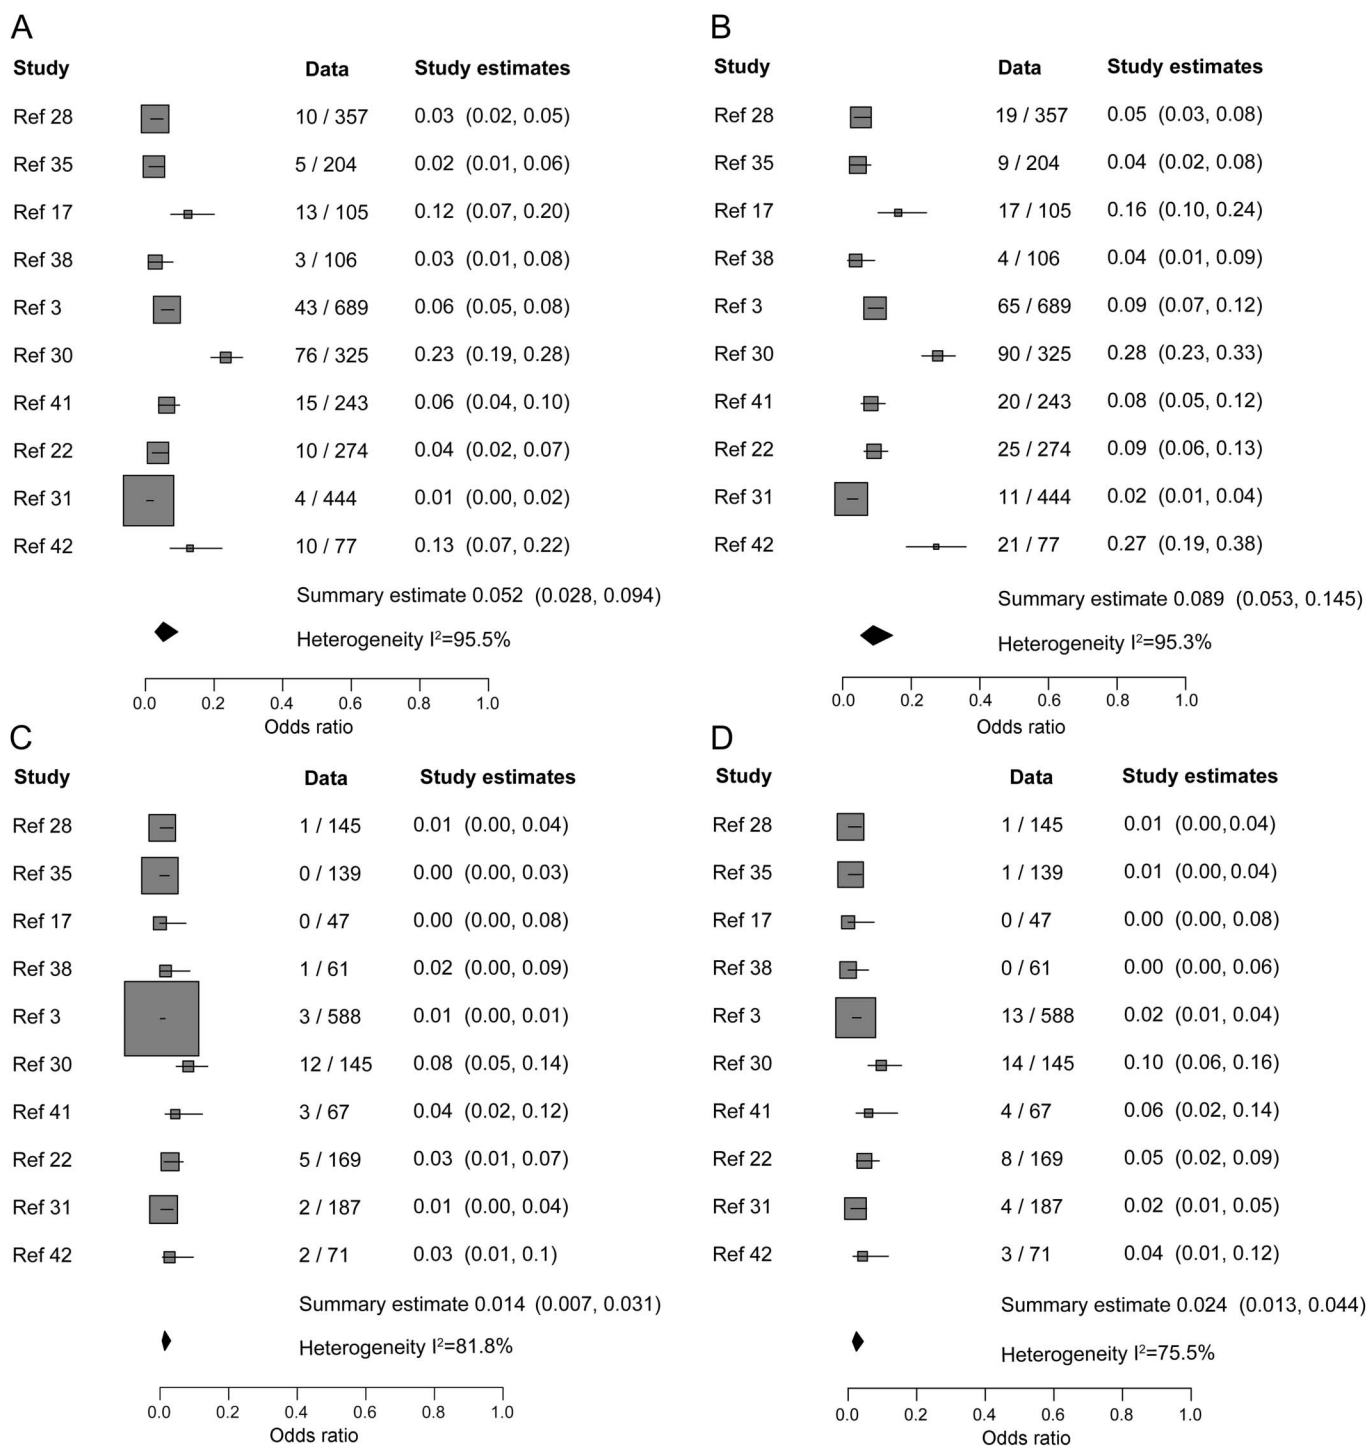 A
Study Data Study estimates
Ref 28 10 / 357 0.03 (0.02, 0.05)
Ref 35 5 / 204 0.02 (0.01, 0.06)
Ref 17 13 / 105 0.12 (0.07, 0.20)
Ref 38 3 / 106 0.03 (0.01, 0.08)
Ref 3 43 / 689 0.06 (0.05, 0.08)
Ref 30 76 / 325 0.23 (0.19, 0.28)
Ref 41 15 / 243 0.06 (0.04, 0.10)
Ref 22 10 / 274 0.04 (0.02, 0.07)
Ref 31 4 / 444 0.01 (0.00, 0.02)
Ref 42 10 / 77 0.13 (0.07, 0.22)
Summary estimate 0.052 (0.028, 0.094)
Heterogeneity I²=95.5%
0.0 0.2 0.4 0.6 0.8 1.0
Odds ratio
B
Study Data Study estimates
Ref 28 19 / 357 0.05 (0.03, 0.08)
Ref 35 9 / 204 0.04 (0.02, 0.08)
Ref 17 17 / 105 0.16 (0.10, 0.24)
Ref 38 4 / 106 0.04 (0.01, 0.09)
Ref 3 65 / 689 0.09 (0.07, 0.12)
Ref 30 90 / 325 0.28 (0.23, 0.33)
Ref 41 20 / 243 0.08 (0.05, 0.12)
Ref 22 25 / 274 0.09 (0.06, 0.13)
Ref 31 11 / 444 0.02 (0.01, 0.04)
Ref 42 21 / 77 0.27 (0.19, 0.38)
Summary estimate 0.089 (0.053, 0.145)
Heterogeneity I²=95.3%
0.0 0.2 0.4 0.6 0.8 1.0
Odds ratio
C
Study Data Study estimates
Ref 28 1 / 145 0.01 (0.00, 0.04)
Ref 35 0 / 139 0.00 (0.00, 0.03)
Ref 17 0 / 47 0.00 (0.00, 0.08)
Ref 38 1 / 61 0.02 (0.00, 0.09)
Ref 3 3 / 588 0.01 (0.00, 0.01)
Ref 30 12 / 145 0.08 (0.05, 0.14)
Ref 41 3 / 67 0.04 (0.02, 0.12)
Ref 22 5 / 169 0.03 (0.01, 0.07)
Ref 31 2 / 187 0.01 (0.00, 0.04)
Ref 42 2 / 71 0.03 (0.01, 0.1)
Summary estimate 0.014 (0.007, 0.031)
Heterogeneity I²=81.8%
0.0 0.2 0.4 0.6 0.8 1.0
Odds ratio
D
Study Data Study estimates
Ref 28 1 / 145 0.01 (0.00,0.04)
Ref 35 1 / 139 0.01 (0.00,0.04)
Ref 17 0 / 47 0.00 (0.00, 0.08)
Ref 38 0 / 61 0.00 (0.00, 0.06)
Ref 3 13 / 588 0.02 (0.01, 0.04)
Ref 30 14 / 145 0.10 (0.06, 0.16)
Ref 41 4 / 67 0.06 (0.02, 0.14)
Ref 22 8 / 169 0.05 (0.02, 0.09)
Ref 31 4 / 187 0.02 (0.01, 0.05)
Ref 42 3 / 71 0.04 (0.01, 0.12)
Summary estimate 0.024 (0.013, 0.044)
Heterogeneity I²=75.5%
0.0 0.2 0.4 0.6 0.8 1.0
Odds ratio